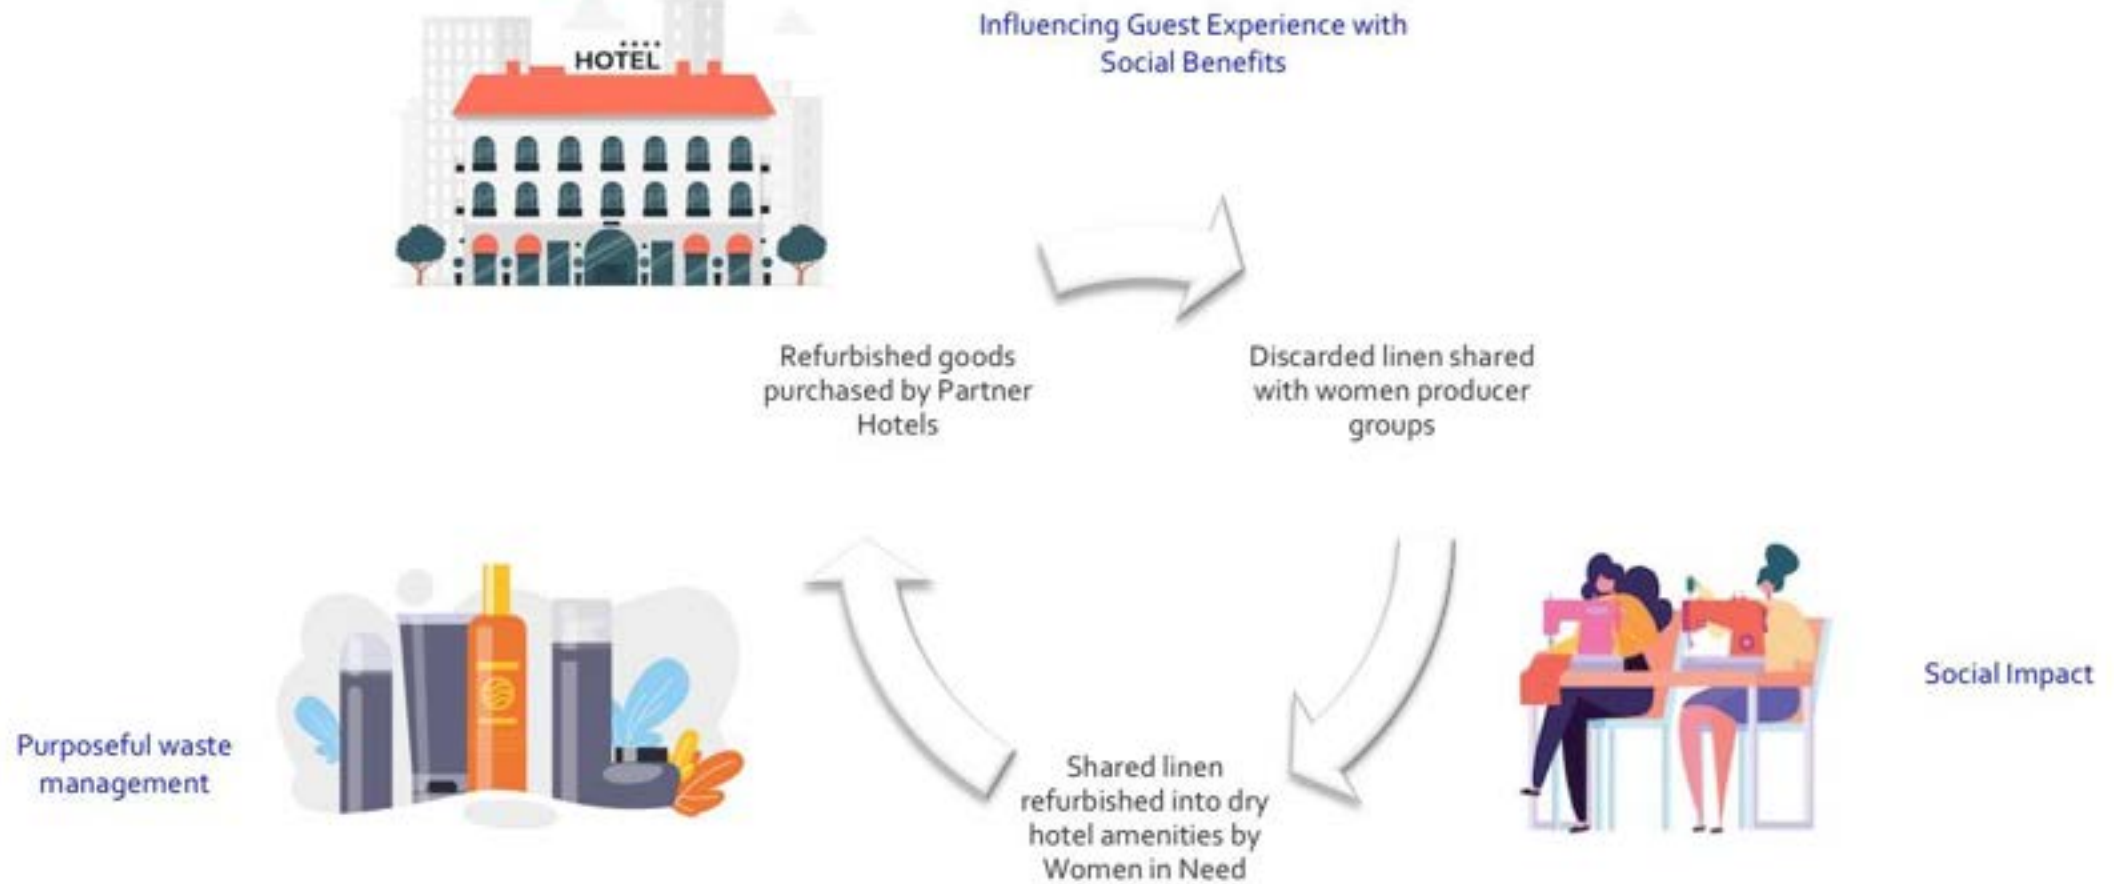 Influencing Guest Experience with
Social Benefits
HOTEL
Refurbished goods
purchased by Partner
Hotels
Discarded linen shared
with women producer
groups
Social Impact
Purposeful waste
management
Shared linen
refurbished into dry
hotel amenities by
Women in Need